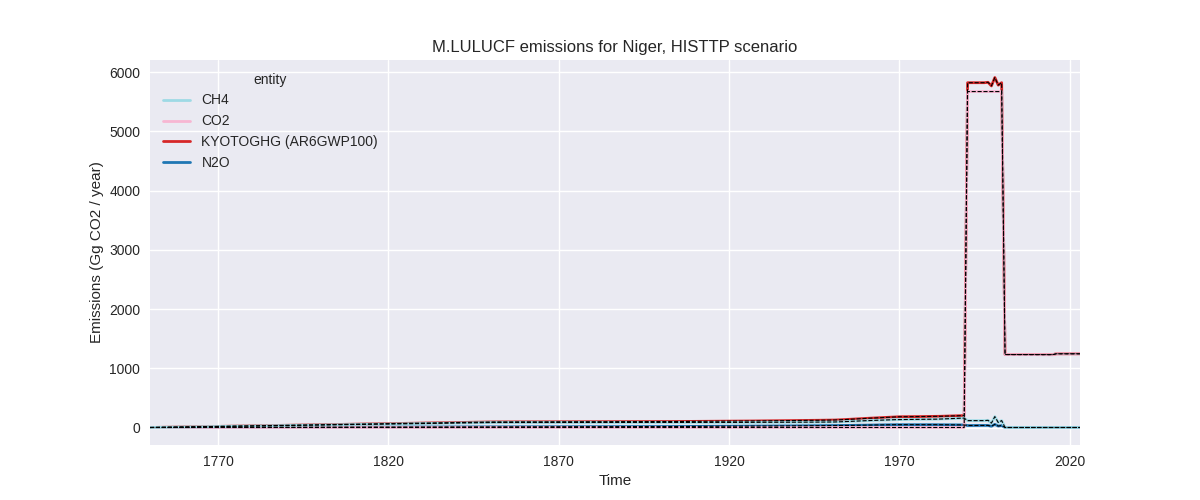 M.LULUCF emissions for Niger, HISTTP scenario
Emissions (Gg CO2 / year)
6000
5000
4000
3000
2000
1000
0
entity
CH4
CO2
KYOTOGHG (AR6GWP100)
N2O
1770
1820
1870
1920
1970
2020
Time